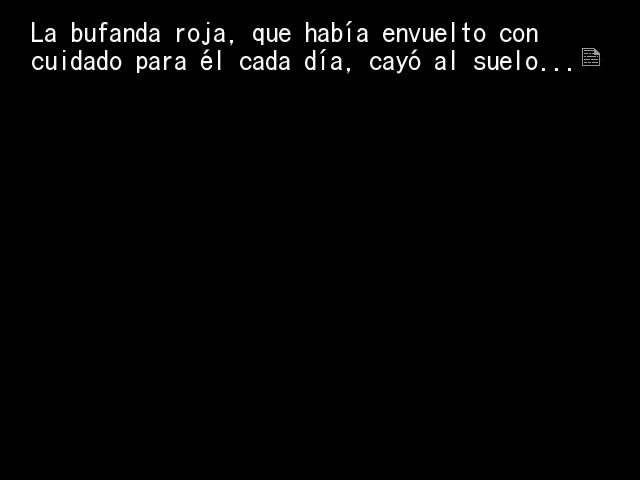 La bufanda roja, que había envuelto con
cuidado para él cada día, cayó al suelo...